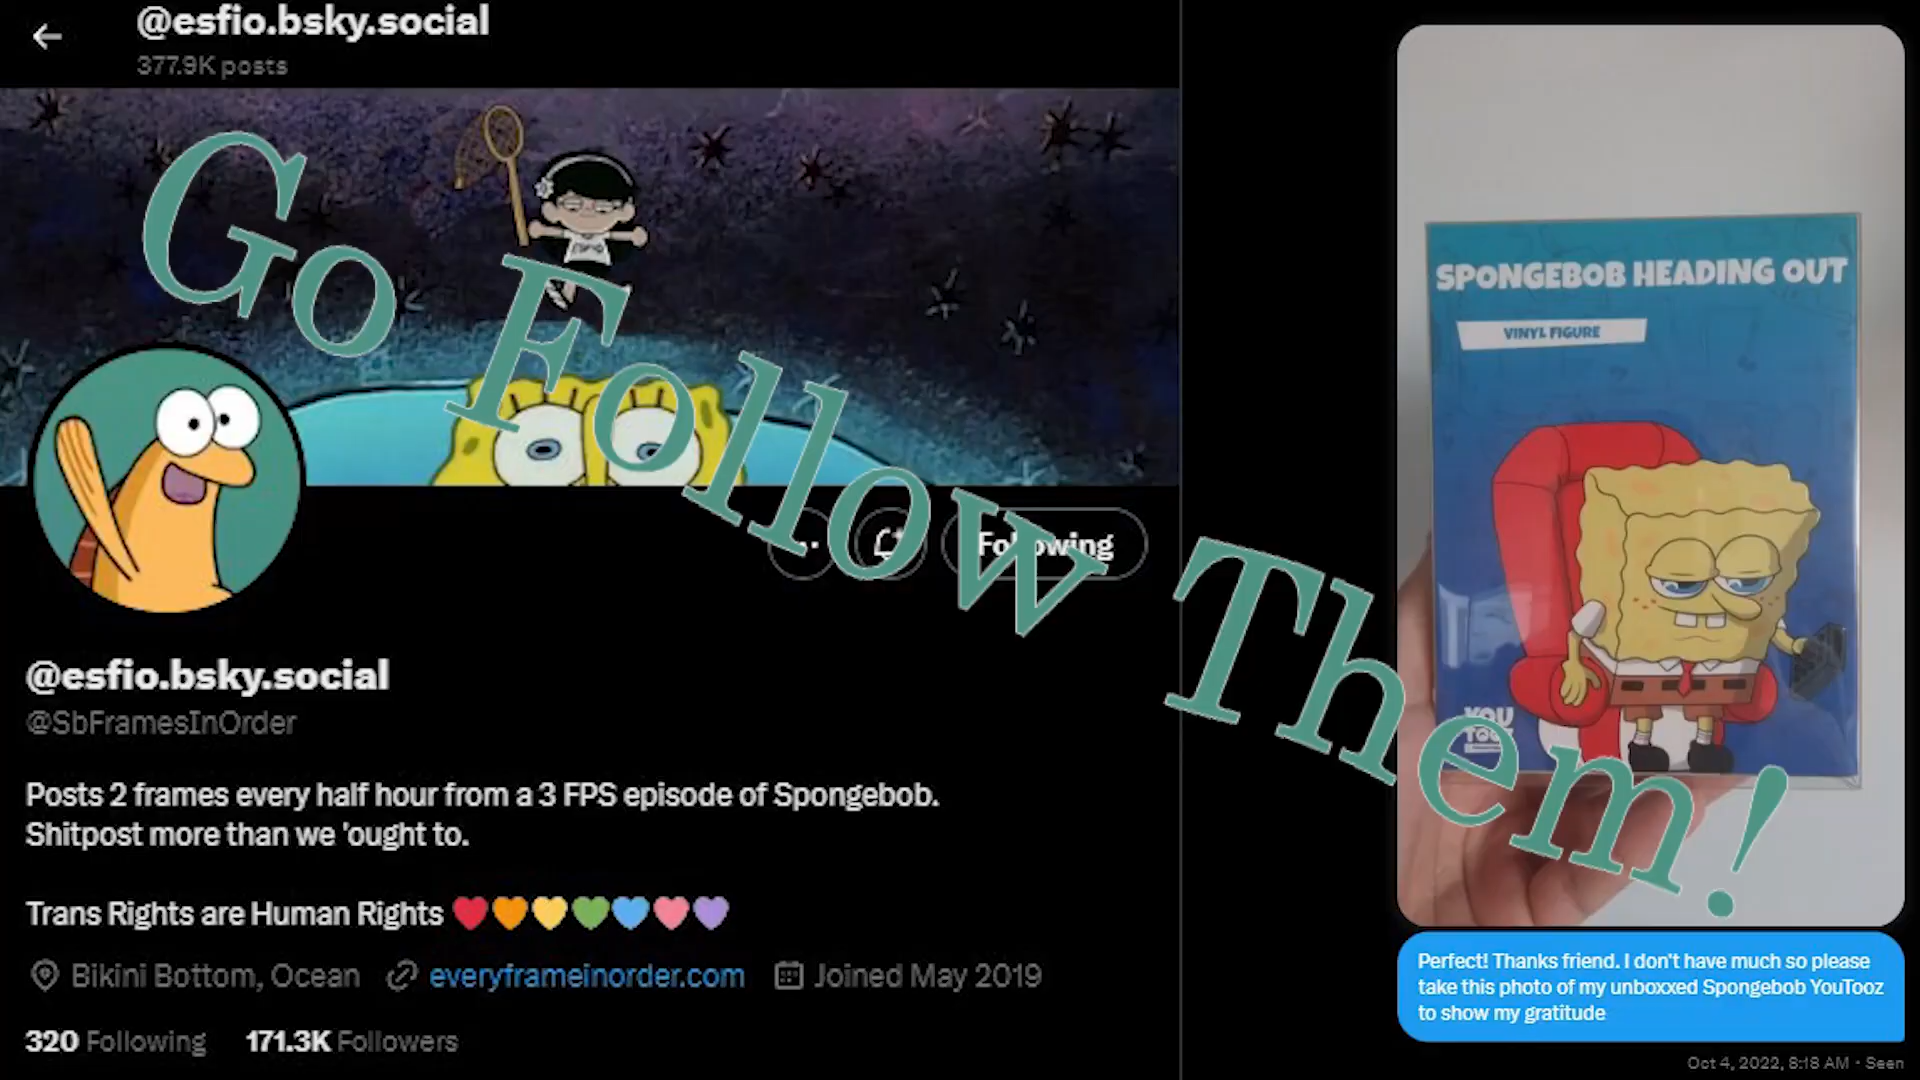 @esfio.bsky.social
377.9K posts
ESFIO
Go Follow Them!
Following
@esfio.bsky.social
@SbFramesInOrder
Posts 2 frames every half hour from a 3 FPS episode of Spongebob.
Shitpost more than we 'ought to.
Trans Rights are Human Rights ❤️🧡💛💚💙🩷💜
Bikini Bottom, Ocean everyframeinorder.com Joined May 2019
320 Following 171.3K Followers
SPONGEBOB HEADING OUT
VINYL FIGURE
YOU
TOOZ
Perfect! Thanks friend. I don't have much so please
take this photo of my unboxxed Spongebob YouTooz
to show my gratitude
Oct 4, 2022, 8:18 AM · Seen